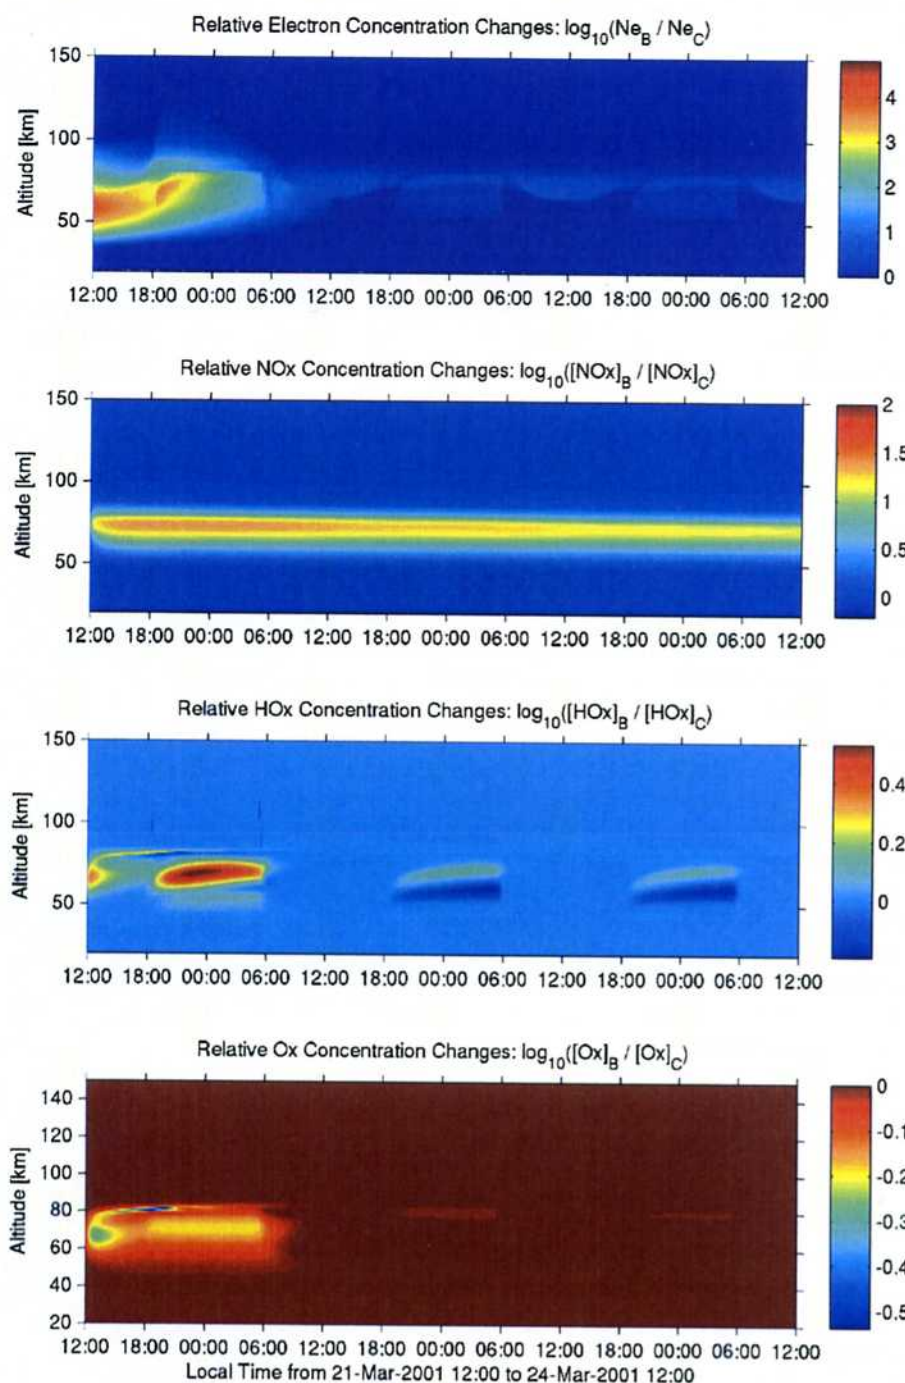 Relative Electron Concentration Changes: log10(NeB / NeC)
150
100
50
Altitude [km]
12:00 18:00 00:00 06:00 12:00 18:00 00:00 06:00 12:00 18:00 00:00 06:00 12:00
4
3
2
1
0
Relative NOx Concentration Changes: log10([NOx]B / [NOx]C)
150
100
50
Altitude [km]
12:00 18:00 00:00 06:00 12:00 18:00 00:00 06:00 12:00 18:00 00:00 06:00 12:00
2
1.5
1
0.5
0
Relative HOx Concentration Changes: log10([HOx]B / [HOx]C)
150
100
50
Altitude [km]
12:00 18:00 00:00 06:00 12:00 18:00 00:00 06:00 12:00 18:00 00:00 06:00 12:00
0.4
0.2
0
Relative Ox Concentration Changes: log10([Ox]B / [Ox]C)
140
120
100
80
60
40
20
Altitude [km]
12:00 18:00 00:00 06:00 12:00 18:00 00:00 06:00 12:00 18:00 00:00 06:00 12:00
0
-0.1
-0.2
-0.3
-0.4
-0.5
Local Time from 21-Mar-2001 12:00 to 24-Mar-2001 12:00